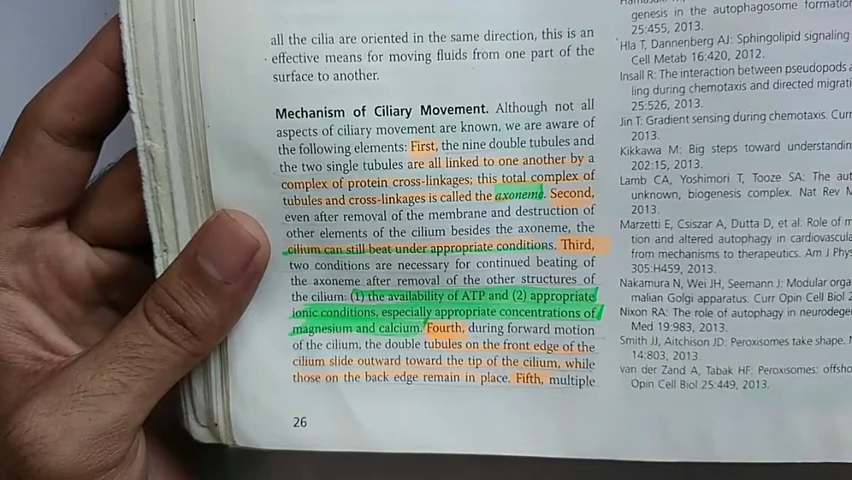 all the cilia are oriented in the same direction, this is an
effective means for moving fluids from one part of the
surface to another.
Mechanism of Ciliary Movement. Although not all
aspects of ciliary movement are known, we are aware of
the following elements: First, the nine double tubules and
the two single tubules are all linked to one another by a
complex of protein cross-linkages; this total complex of
tubules and cross-linkages is called the axoneme. Second,
even after removal of the membrane and destruction of
other elements of the cilium besides the axoneme, the
cilium can still beat under appropriate conditions. Third,
two conditions are necessary for continued beating of
the axoneme after removal of the other structures of
the cilium: (1) the availability of ATP and (2) appropriate
ionic conditions, especially appropriate concentrations of
magnesium and calcium. Fourth, during forward motion
of the cilium, the double tubules on the front edge of the
cilium slide outward toward the tip of the cilium, while
those on the back edge remain in place. Fifth, multiple
26
genesis in the autophagosome formation
25:455, 2013.
Hla T, Dannenberg AJ: Sphingolipid signaling
Cell Metab 16:420, 2012.
Insall R: The interaction between pseudopods
ling during chemotaxis and directed migrati
25:526, 2013.
Jin T: Gradient sensing during chemotaxis. Curr
2013.
Kikkawa M: Big steps toward understandin
202:15, 2013.
Lamb CA, Yoshimori T, Tooze SA: The aut
unknown, biogenesis complex. Nat Rev M
2013.
Marzetti E, Csiszar A, Dutta D, et al: Role of m
tion and altered autophagy in cardiovascula
from mechanisms to therapeutics. Am J Phys
305:H459, 2013.
Nakamura N, Wei JH, Seemann J: Modular orga
malian Golgi apparatus. Curr Opin Cell Biol 2
Nixon RA: The role of autophagy in neurodeger
Med 19:983, 2013.
Smith JJ, Aitchison JD: Peroxisomes take shape. N
14:803, 2013.
van der Zand A, Tabak HF: Peroxisomes: offsho
Opin Cell Biol 25:449, 2013.